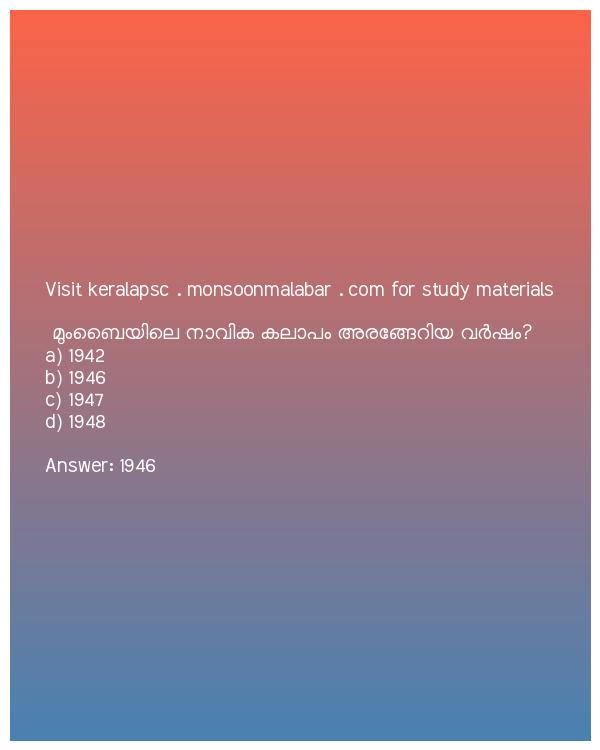 Visit keralapsc . monsoonmalabar . com for study materials
മുംബൈയിലെ നാവിക കലാപം അരങ്ങേറിയ വർഷം?
a) 1942
b) 1946
c) 1947
d) 1948
Answer: 1946